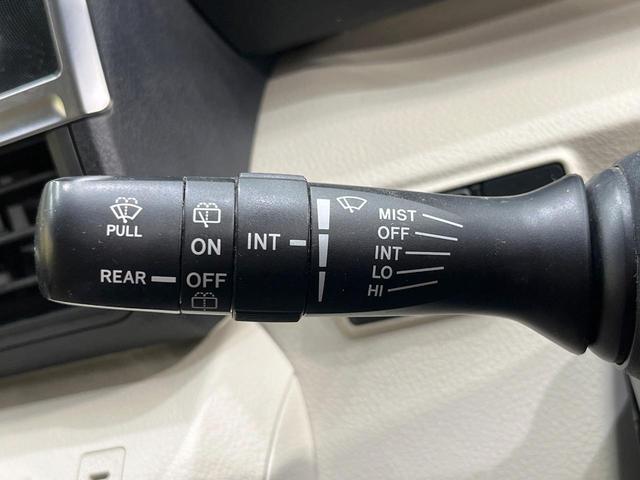 PULL
REAR
ON
OFF
INT
MIST
OFF
INT
LO
HI